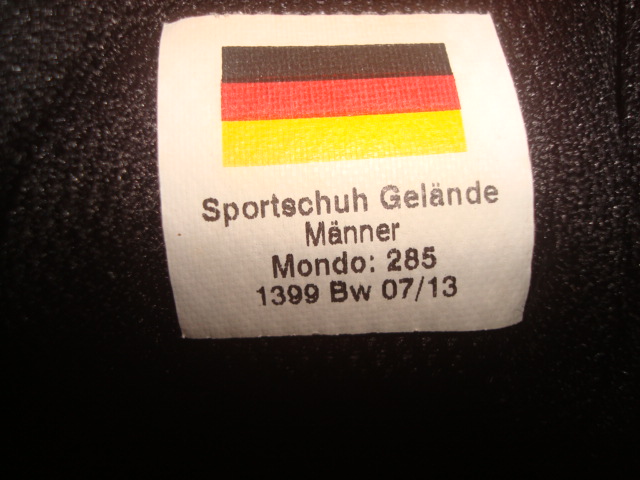 Sportschuh Gelände
Männer
Mondo: 285
1399 Bw 07/13